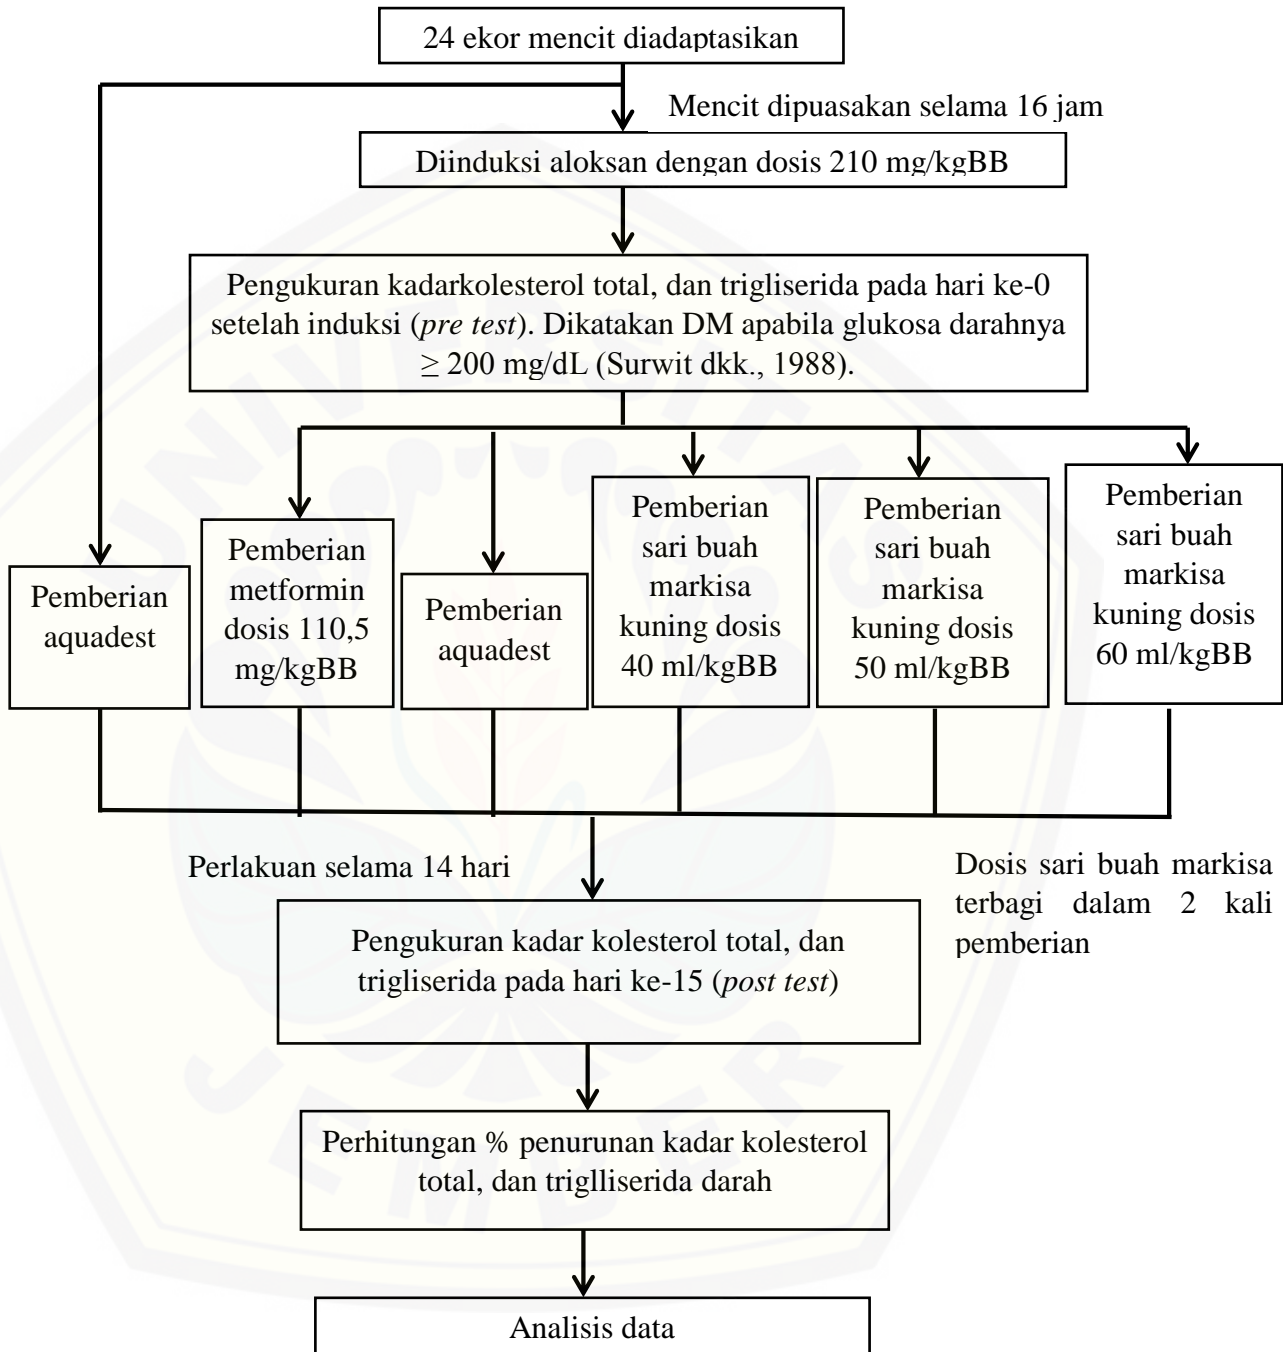 24 ekor mencit diadaptasikan
Mencit dipuasakan selama 16 jam
Diinduksi aloksan dengan dosis 210 mg/kgBB
Pengukuran kadarkolesterol total, dan trigliserida pada hari ke-0
setelah induksi (pre test). Dikatakan DM apabila glukosa darahnya
≥ 200 mg/dL (Surwit dkk., 1988).
Pemberian
aquadest
Pemberian
metformin
dosis 110,5
mg/kgBB
Pemberian
aquadest
Pemberian
sari buah
markisa
kuning dosis
40 ml/kgBB
Pemberian
sari buah
markisa
kuning dosis
50 ml/kgBB
Pemberian
sari buah
markisa
kuning dosis
60 ml/kgBB
Perlakuan selama 14 hari
Dosis sari buah markisa
terbagi dalam 2 kali
pemberian
Pengukuran kadar kolesterol total, dan
trigliserida pada hari ke-15 (post test)
Perhitungan % penurunan kadar kolesterol
total, dan triglliserida darah
Analisis data
UNIVERSITAS
JEMBER